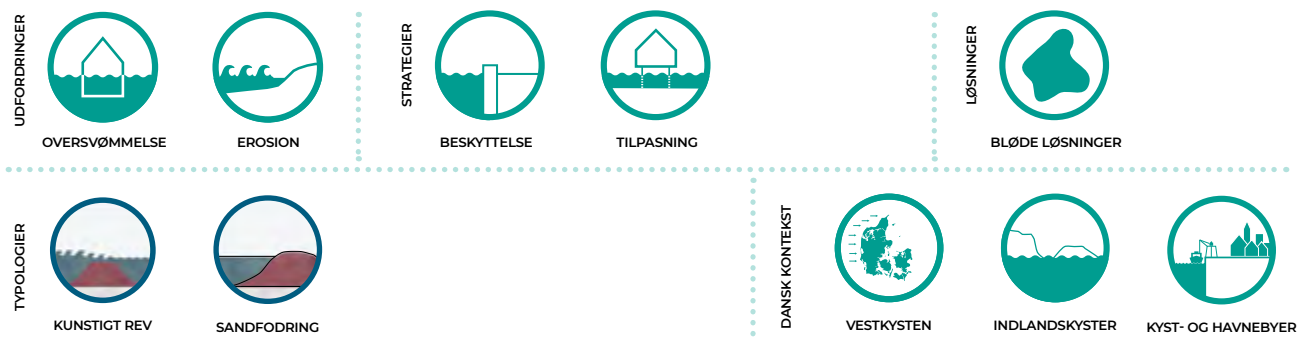 UDFORDRINGER
OVERSVØMMELSE
EROSION
STRATEGIER
BESKYTTELSE
TILPASNING
LØSNINGER
BLØDE LØSNINGER
TYPOLOGIER
KUNSTIGT REV
SANDFODRING
DANSK KONTEKST
VESTKYSTEN
INDLANDSKYSTER
KYST- OG HAVNEBYER